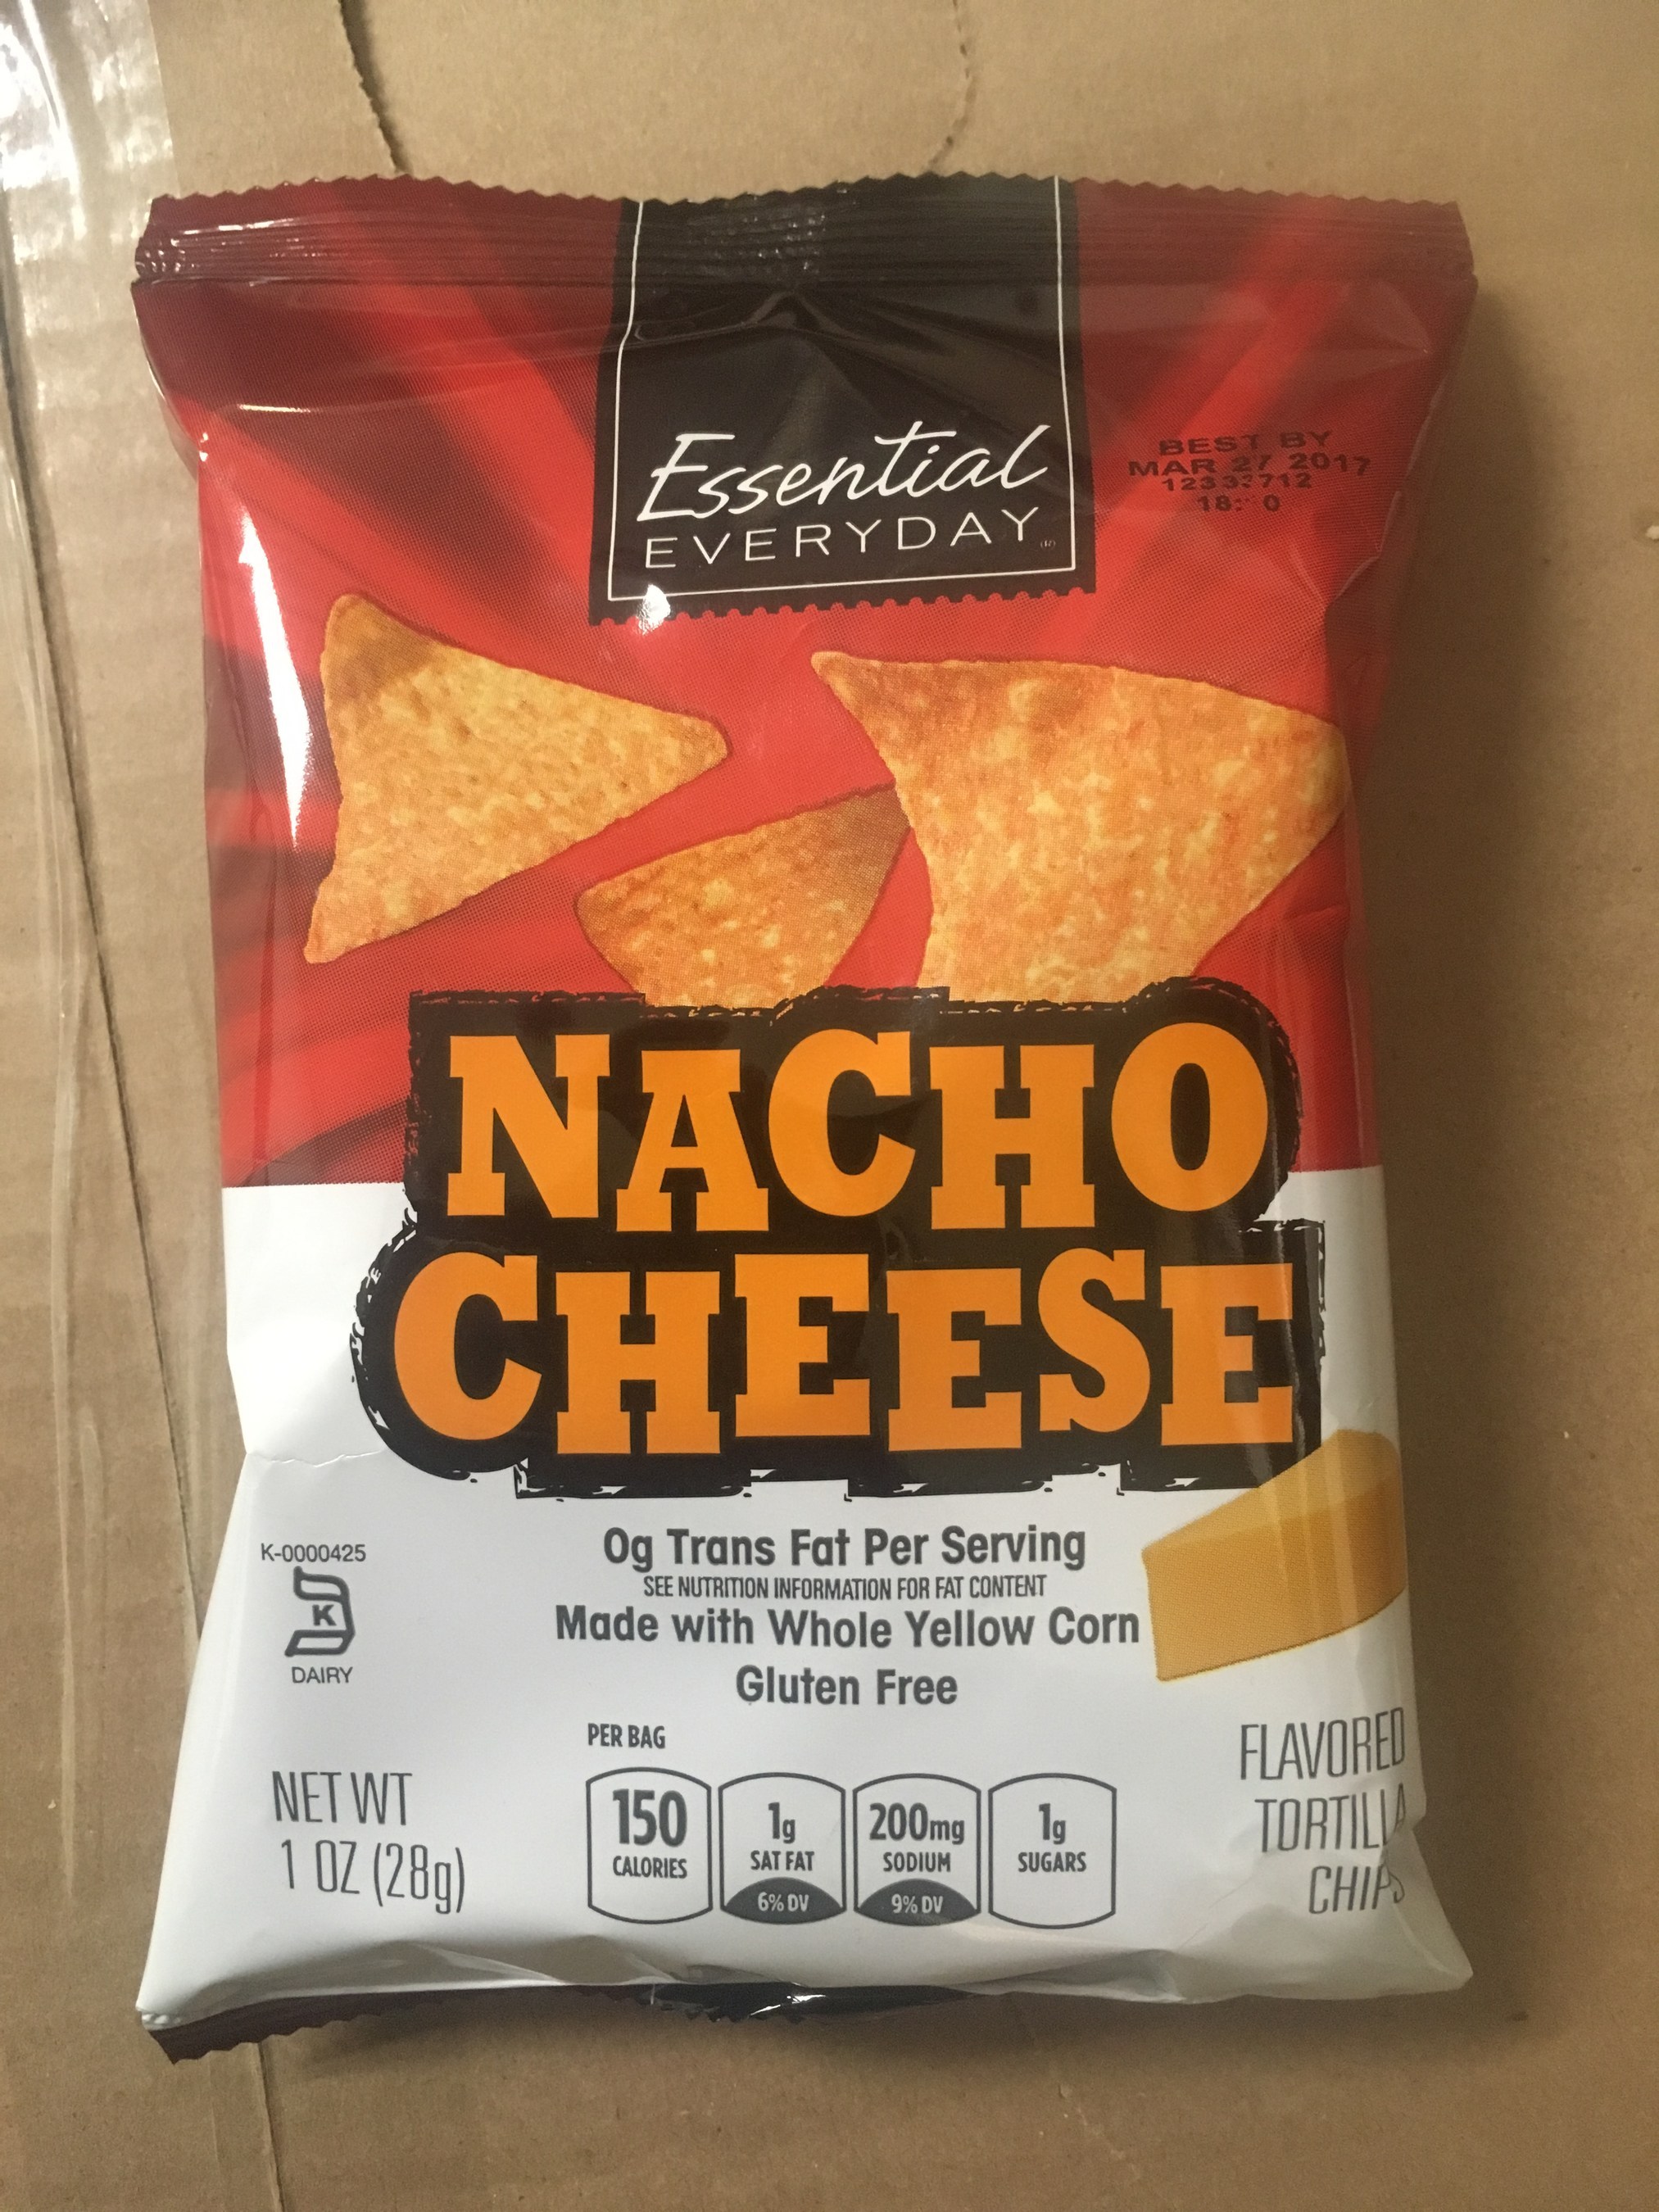 Essential
EVERYDAY
BEST BY
MAR 27 2017
NACHO
CHEESE
K-0000425
K
DAIRY
0g Trans Fat Per Serving
SEE NUTRITION INFORMATION FOR FAT CONTENT
Made with Whole Yellow Corn
Gluten Free
PER BAG
150
CALORIES
1g
SAT FAT
6% DV
200mg
SODIUM
9% DV
1g
SUGARS
NET WT
1 OZ (28g)
FLAVORED
TORTILLA
CHIPS